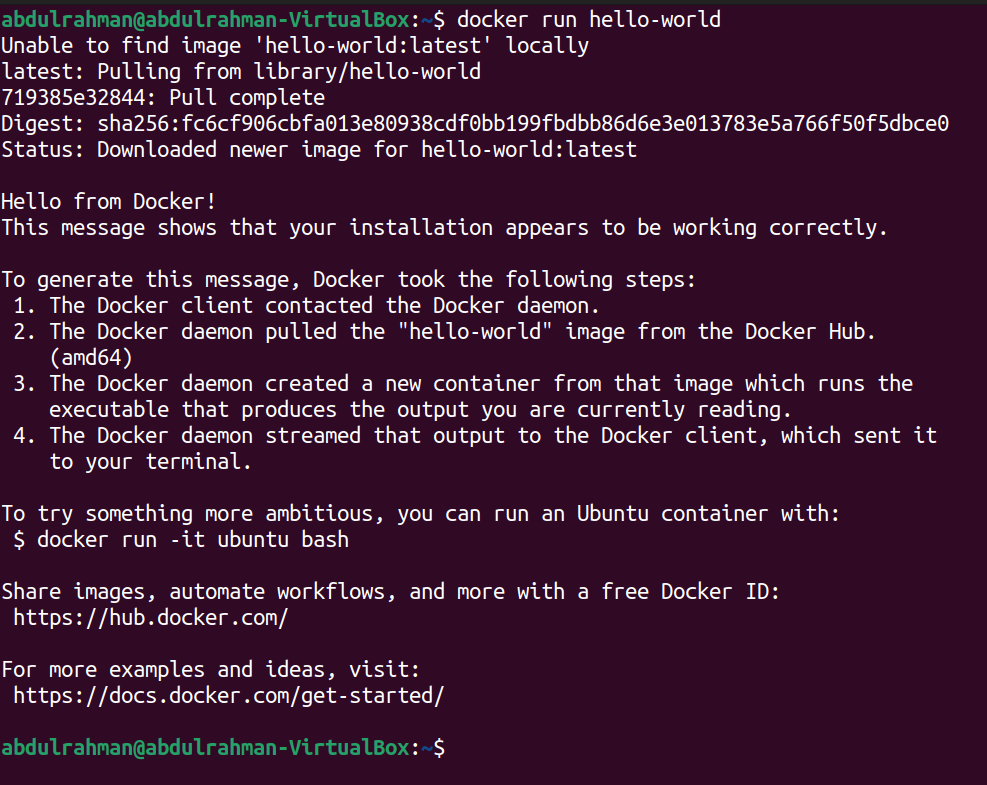 abdulrahman@abdulrahman-VirtualBox:~$ docker run hello-world
Unable to find image 'hello-world:latest' locally
latest: Pulling from library/hello-world
719385e32844: Pull complete
Digest: sha256:fc6cf906cbfa013e80938cdf0bb199fbdbb86d6e3e013783e5a766f50f5dbce0
Status: Downloaded newer image for hello-world:latest

Hello from Docker!
This message shows that your installation appears to be working correctly.

To generate this message, Docker took the following steps:
 1. The Docker client contacted the Docker daemon.
 2. The Docker daemon pulled the "hello-world" image from the Docker Hub.
    (amd64)
 3. The Docker daemon created a new container from that image which runs the
    executable that produces the output you are currently reading.
 4. The Docker daemon streamed that output to the Docker client, which sent it
    to your terminal.

To try something more ambitious, you can run an Ubuntu container with:
 $ docker run -it ubuntu bash

Share images, automate workflows, and more with a free Docker ID:
 https://hub.docker.com/

For more examples and ideas, visit:
 https://docs.docker.com/get-started/

abdulrahman@abdulrahman-VirtualBox:~$